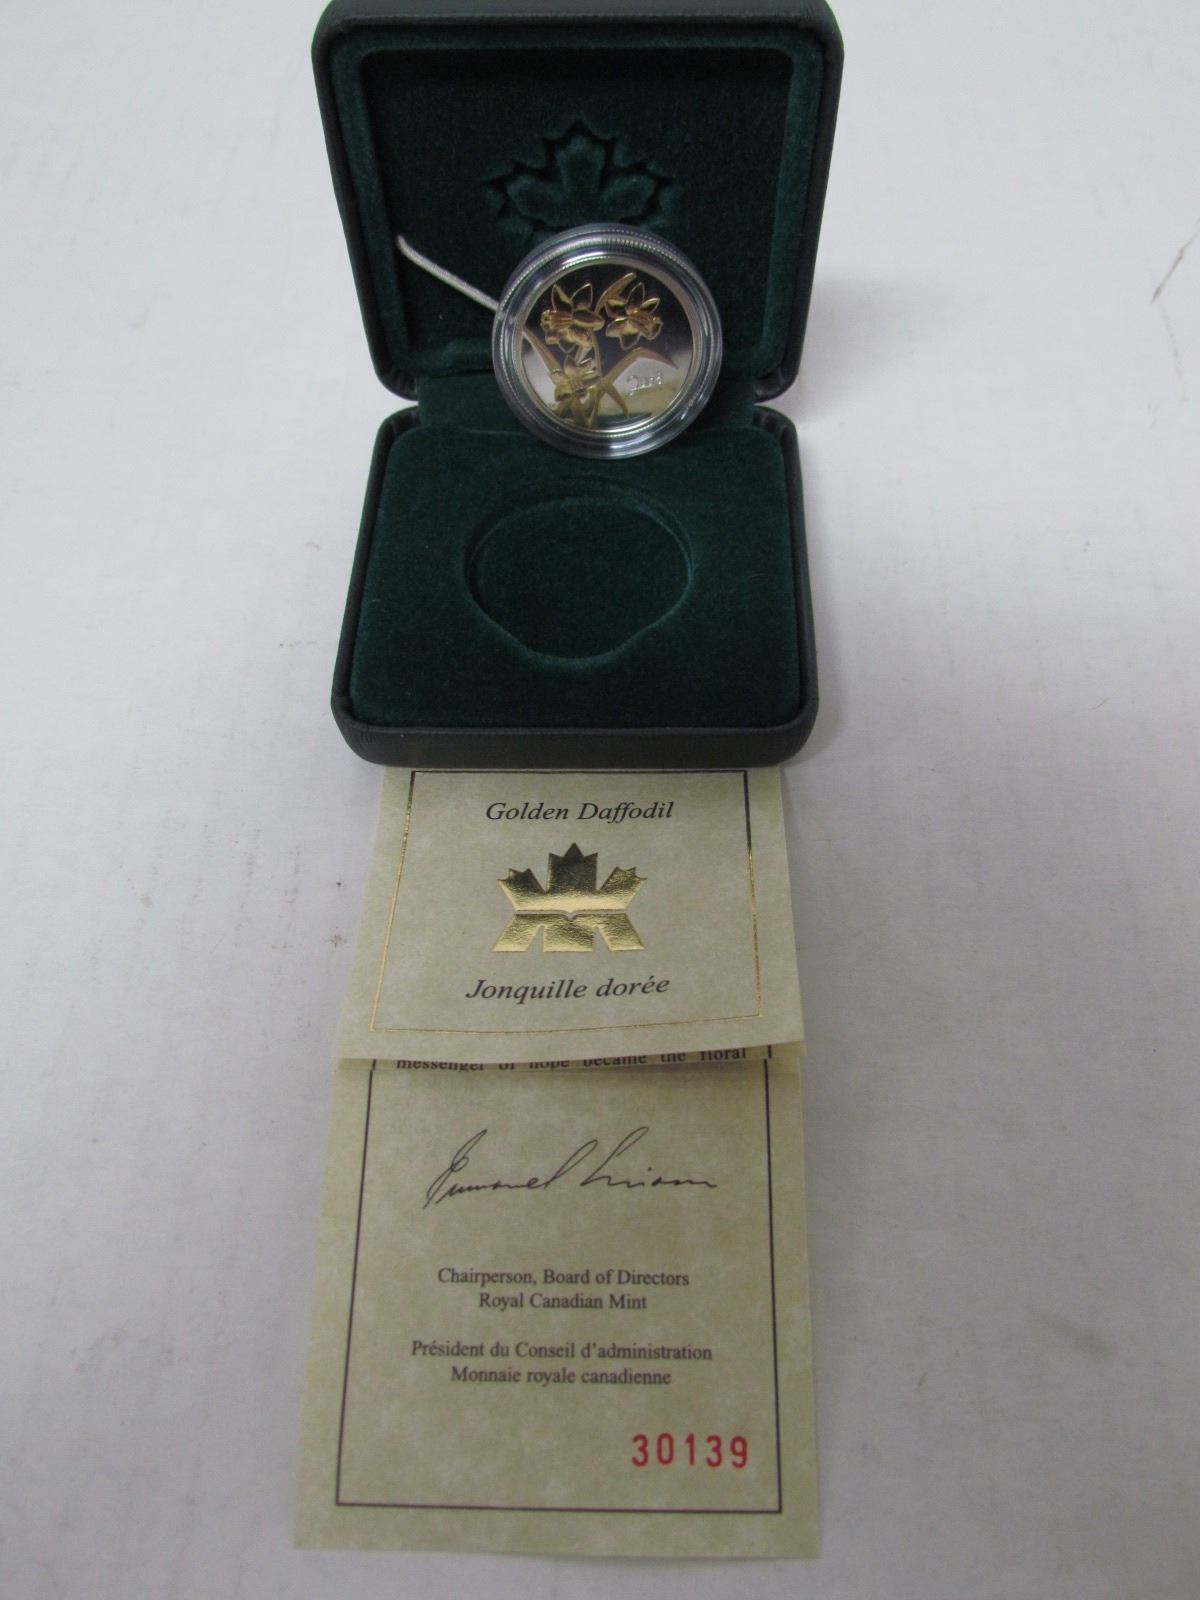 Golden Daffodil
Jonquille dorée
messenger of hope became the floral
Chairperson, Board of Directors
Royal Canadian Mint
Président du Conseil d'administration
Monnaie royale canadienne
30139